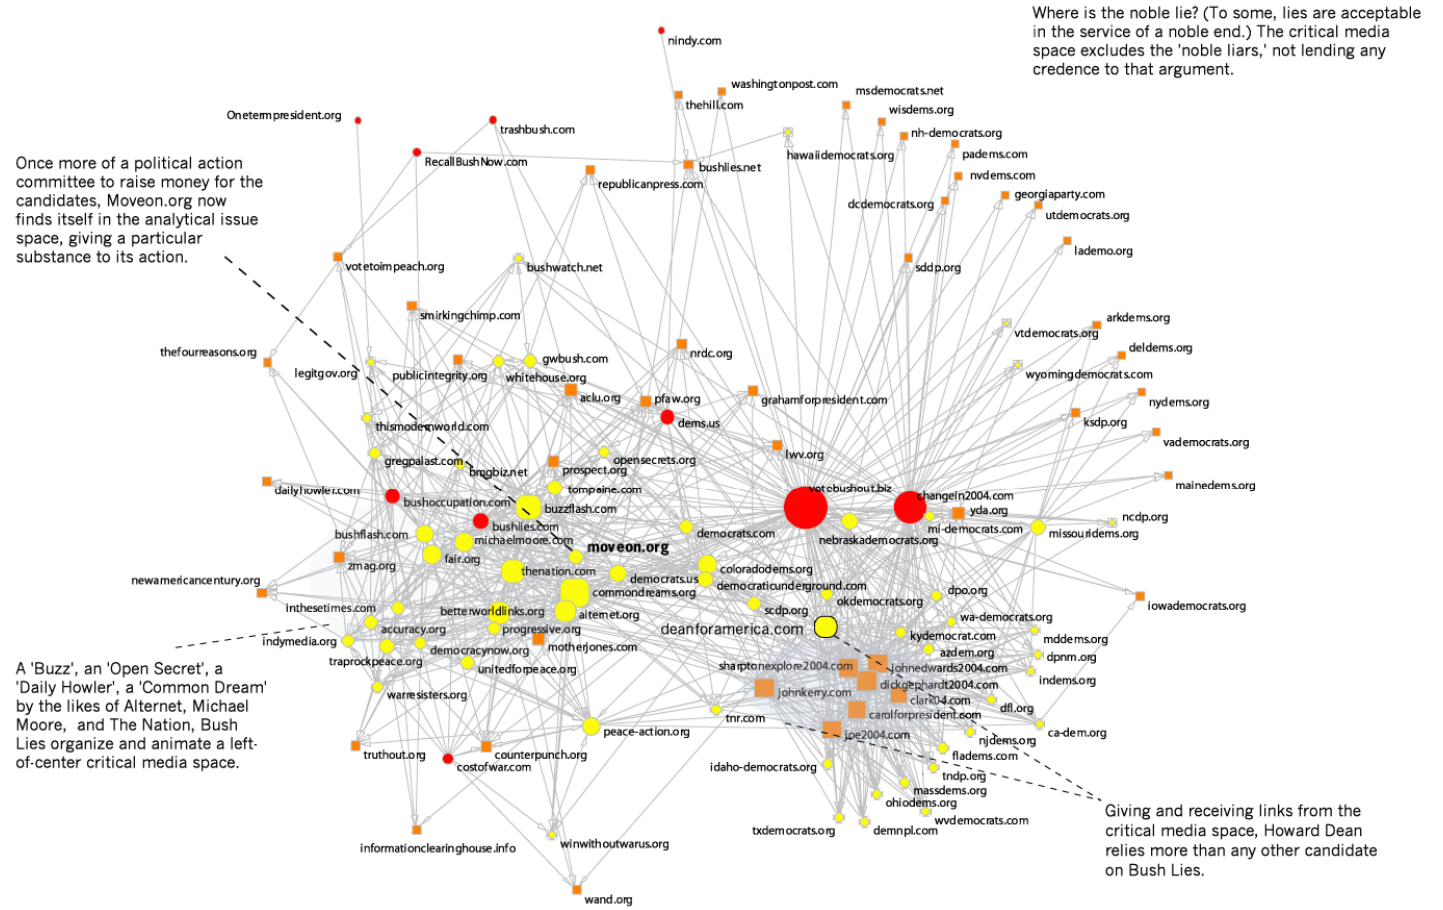 nindy.com
Where is the noble lie? (To some, lies are acceptable
in the service of a noble end.) The critical media
space excludes the 'noble liars,' not lending any
credence to that argument.
washingtonpost.com
thehill.com
msdemocrats.net
wisdems.org
Onetermpresident.org
trashbush.com
nh-democrats.org
hawaiidemocrats.org
padems.com
RecallBushNow.com
bushlies.net
republicanpress.com
nvdems.com
georgiaparty.com
dcdemocrats.org
utdemocrats.org
Once more of a political action
committee to raise money for the
candidates, Moveon.org now
finds itself in the analytical issue
space, giving a particular
substance to its action.
lademo.org
votetoimpeach.org
bushwatch.net
sddp.org
smirkingchimp.com
arkdems.org
vtdemocrats.org
thefourreasons.org
nrdc.org
deldems.org
gwbush.com
legitgov.org
publicintegrity.org
whitehouse.org
wyomingdemocrats.com
aclu.org
pfaw.org
grahamforpresident.com
nydems.org
dems.us
ksdp.org
thismodernworld.com
vademocrats.org
lwv.org
gregpalast.com
bmgbiz.net
prospect.org
opensecrets.org
dailyhowler.com
tompaine.com
votebushout.biz
changein2004.com
mainedems.org
bushoccupation.com
buzzflash.com
yda.org
ncdp.org
bushlies.com
democrats.com
mi-democrats.com
missouridems.org
bushflash.com
michaelmoore.com
nebraskademocrats.org
moveon.org
fair.org
zmag.org
thenation.com
democrats.us
coloradodems.org
newamericancentury.org
democraticunderground.com
commondreams.org
dpo.org
okdemocrats.org
iowademocrats.org
inthesetimes.com
betterworldlinks.org
alternet.org
scdp.org
wa-democrats.org
deanforamerica.com
accuracy.org
progressive.org
kydemocrat.com
mddems.org
indymedia.org
democracynow.org
motherjones.com
azdem.org
dpnm.org
traprockpeace.org
unitedforpeace.org
sharptonexplore2004.com
johnedwards2004.com
indems.org
dickgephardt2004.com
warresisters.org
johnkerry.com
clark04.com
dfl.org
carolforpresident.com
A 'Buzz', an 'Open Secret', a
'Daily Howler', a 'Common Dream'
by the likes of Alternet, Michael
Moore, and The Nation, Bush
Lies organize and animate a left-
of-center critical media space.
tnr.com
peace-action.org
joe2004.com
njdems.org
ca-dem.org
truthout.org
counterpunch.org
costofwar.com
fladems.com
idaho-democrats.org
tndp.org
massdems.org
ohiodems.org
wvdemocrats.com
txdemocrats.org
demnpl.com
Giving and receiving links from the
critical media space, Howard Dean
relies more than any other candidate
on Bush Lies.
informationclearinghouse.info
winwithoutwarus.org
wand.org